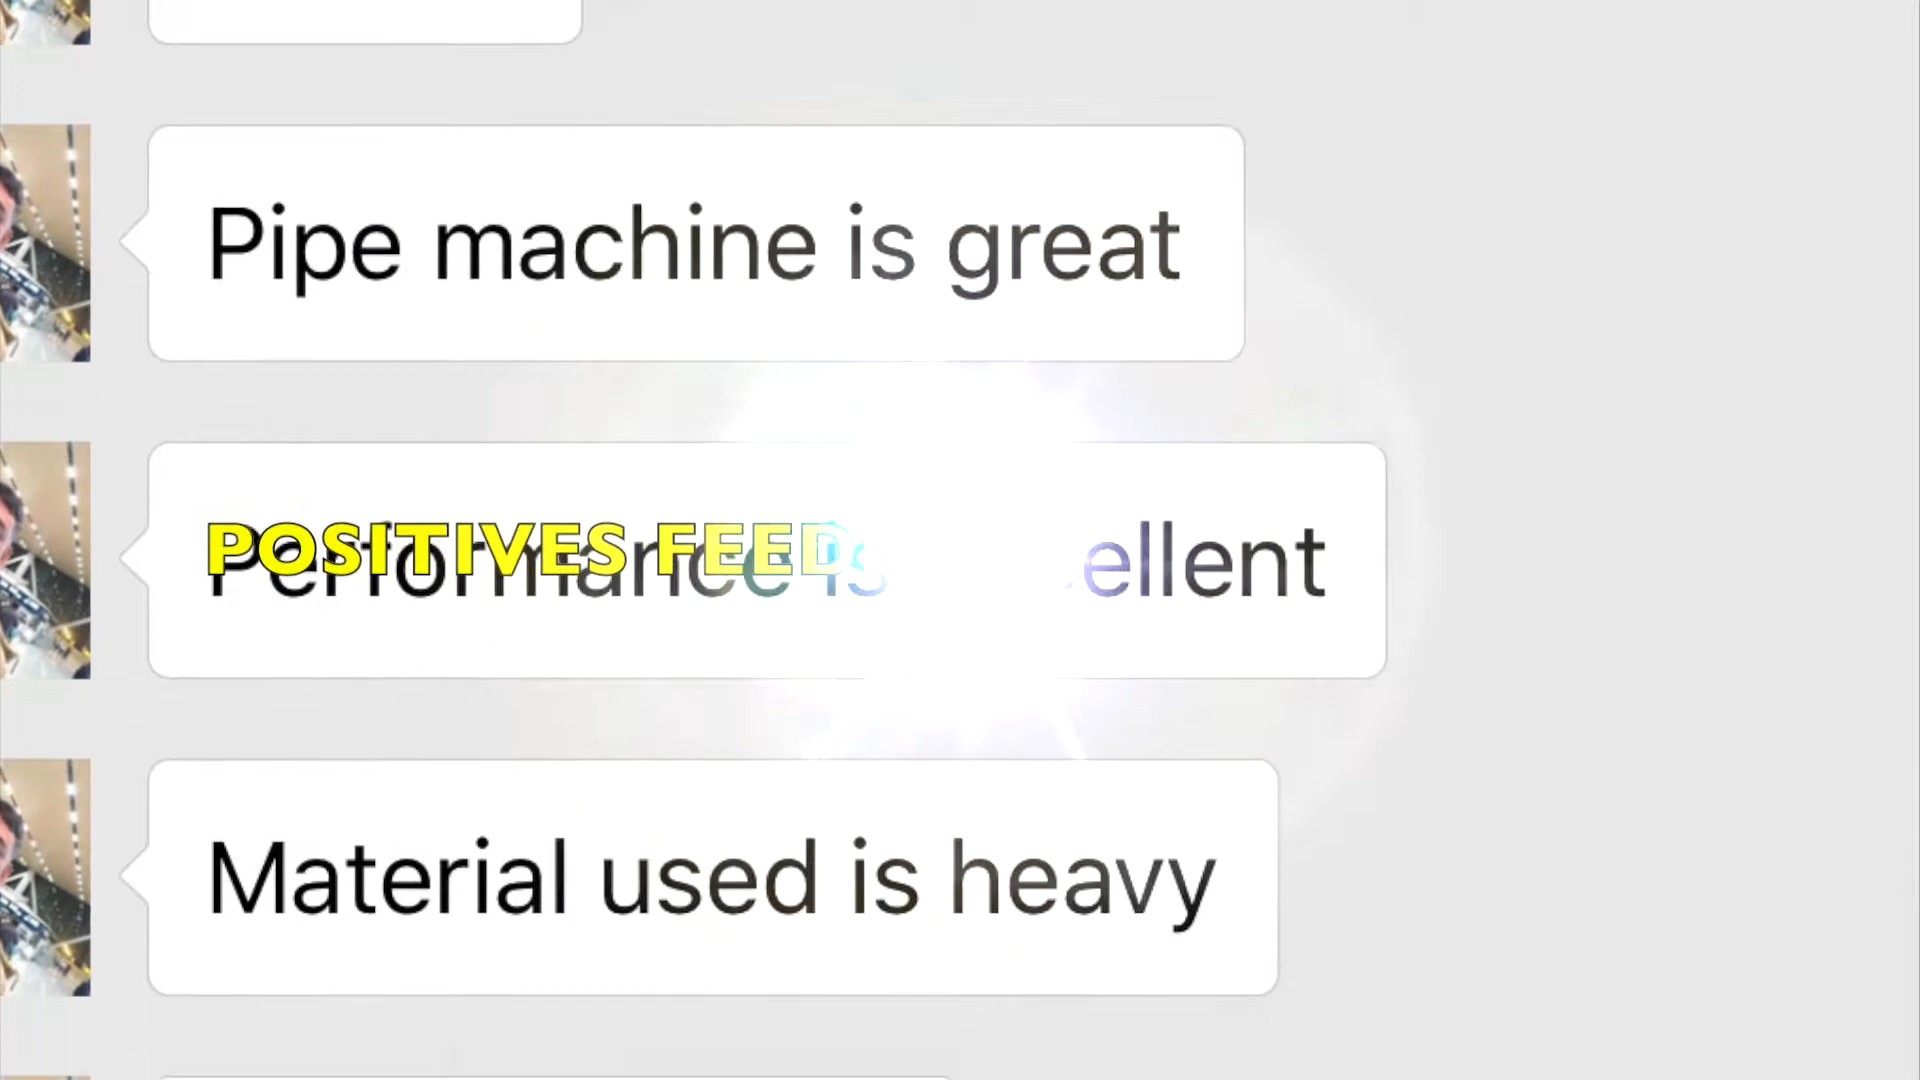 Pipe machine is great
POSITIVES FEED
Performance is ellent
Material used is heavy